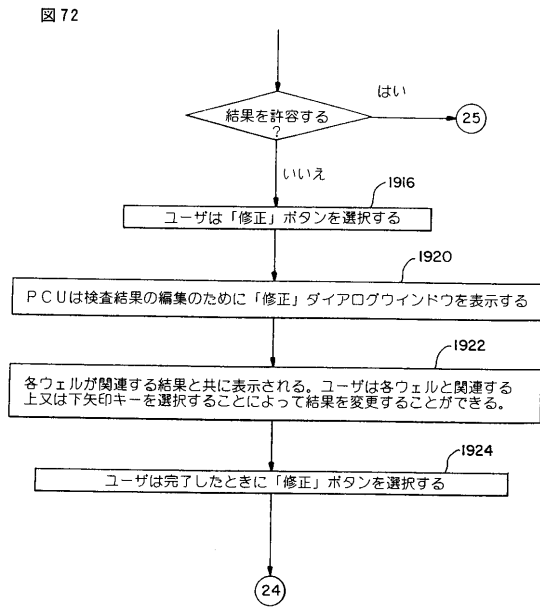 図72
はい
結果を許容する
?
25
いいえ
1916
ユーザは「修正」ボタンを選択する
1920
PCUは検査結果の編集のために「修正」ダイアログウインドウを表示する
1922
各ウェルが関連する結果と共に表示される。ユーザは各ウェルと関連する
上又は下矢印キーを選択することによって結果を変更することができる。
1924
ユーザは完了したときに「修正」ボタンを選択する
24